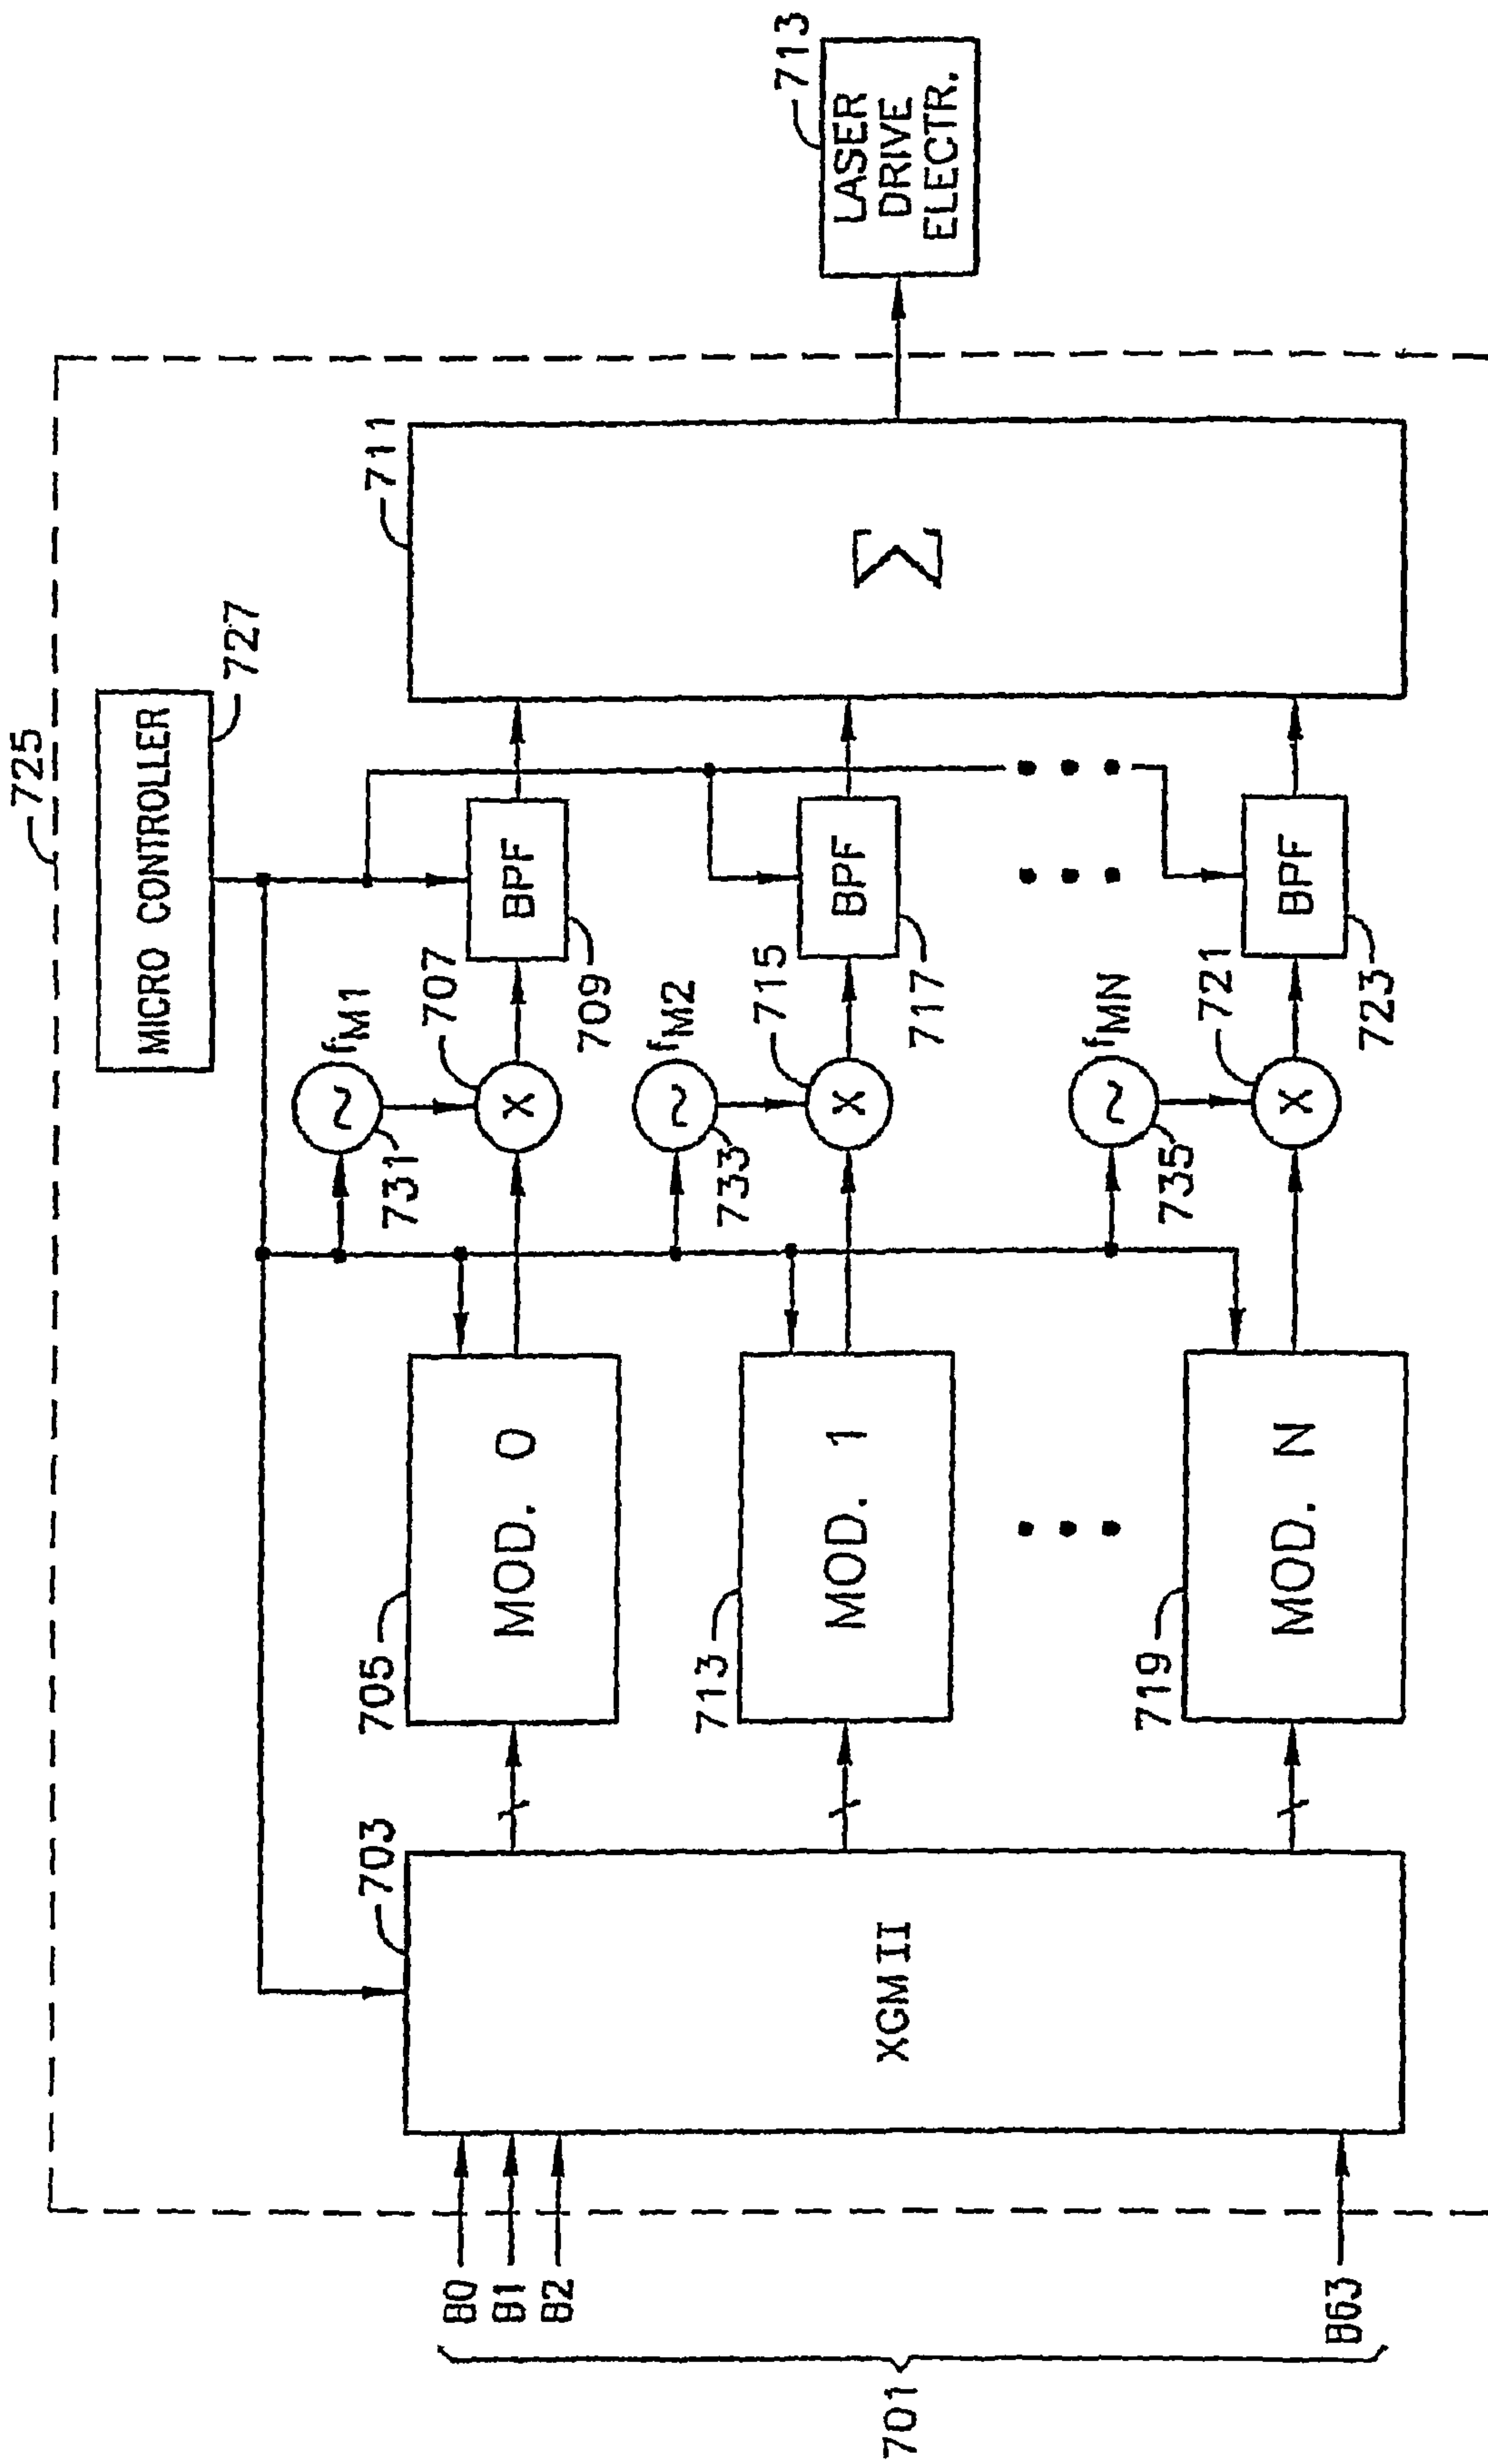 725
MICRO CONTROLLER
727
731
fM1
707
BPF
709
705
MOD. 0
703
XGMII
711
Σ
713
LASER
DRIVE
ELECTR.
733
fM2
715
BPF
717
713
MOD. 1
735
fMN
721
BPF
723
719
MOD. N
~
X
~
X
~
X
B0
B1
B2
B63
701